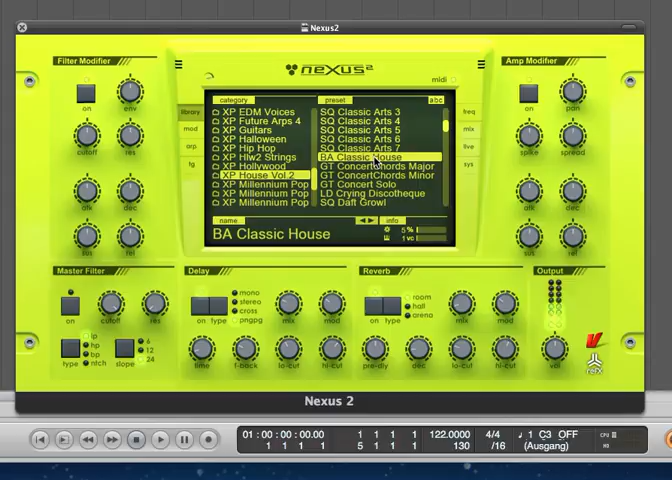 Nexus2
Filter Modifier
on
env
cutoff
res
atk
dec
sus
rel
nexus²
midi
category
preset
abc
library
mod
arp
tg
XP EDM Voices
XP Future Arps 4
XP Guitars
XP Halloween
XP Hip Hop
XP Hlw2 Strings
XP Hollywood
XP House Vol.2
XP Millennium Pop
XP Millennium Pop
XP Millennium Pop
SQ Classic Arts 3
SQ Classic Arts 4
SQ Classic Arts 5
SQ Classic Arts 6
SQ Classic Arts 7
BA Classic House
GT ConcertChords Major
GT ConcertChords Minor
GT Concert Solo
LD Crying Discotheque
SQ Daft Growl
freq
mix
live
sys
name
info
BA Classic House
5 %
1 vc
Amp Modifier
on
pan
spike
spread
atk
dec
sus
rel
Master Filter
on
cutoff
res
type
lp
hp
bp
ntch
slope
6
12
24
Delay
on
type
mono
stereo
cross
pngpg
mix
mod
time
f-back
lo-cut
hi-cut
Reverb
on
type
room
hall
arena
mix
mod
pre-dly
dec
lo-cut
hi-cut
Output
vol
V
reFX
Nexus 2
01 : 00 : 00 : 00.00
1 1 1 1
1 1 1 1
5 1 1 1
122.0000
130
4/4
/16
1 C3 OFF
(Ausgang)
CPU
HD